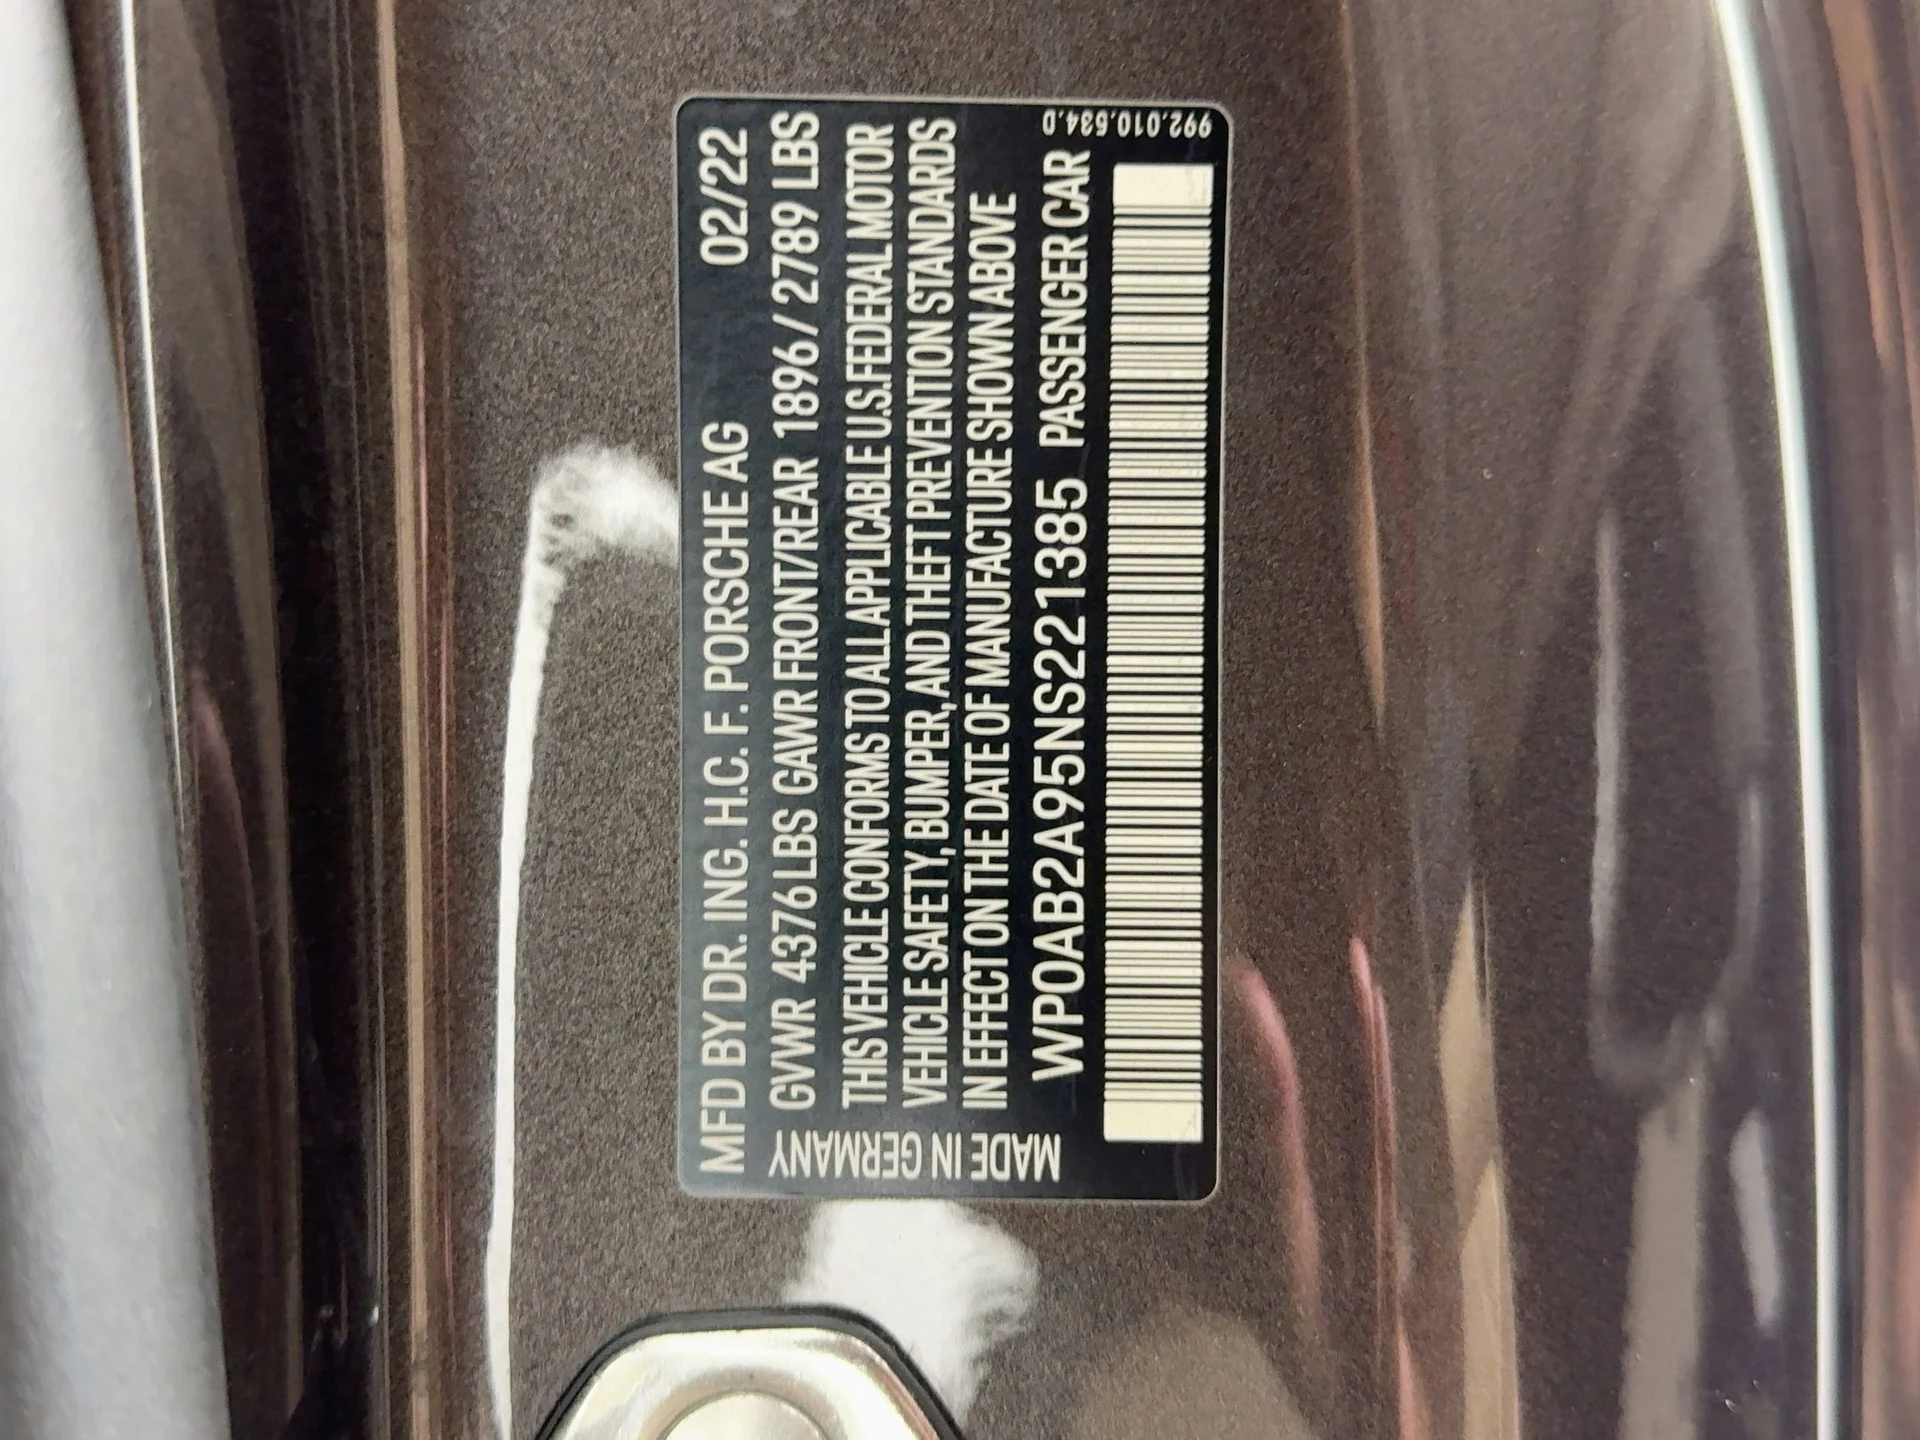 MFD BY DR. ING. H.C. F. PORSCHE AG 02/22
GVWR 4376 LBS GAWR FRONT/REAR 1896/2789 LBS
THIS VEHICLE CONFORMS TO ALL APPLICABLE U.S. FEDERAL MOTOR
VEHICLE SAFETY, BUMPER, AND THEFT PREVENTION STANDARDS
IN EFFECT ON THE DATE OF MANUFACTURE SHOWN ABOVE
WP0AB2A95NS221385 PASSENGER CAR
MADE IN GERMANY
992.010.534.0